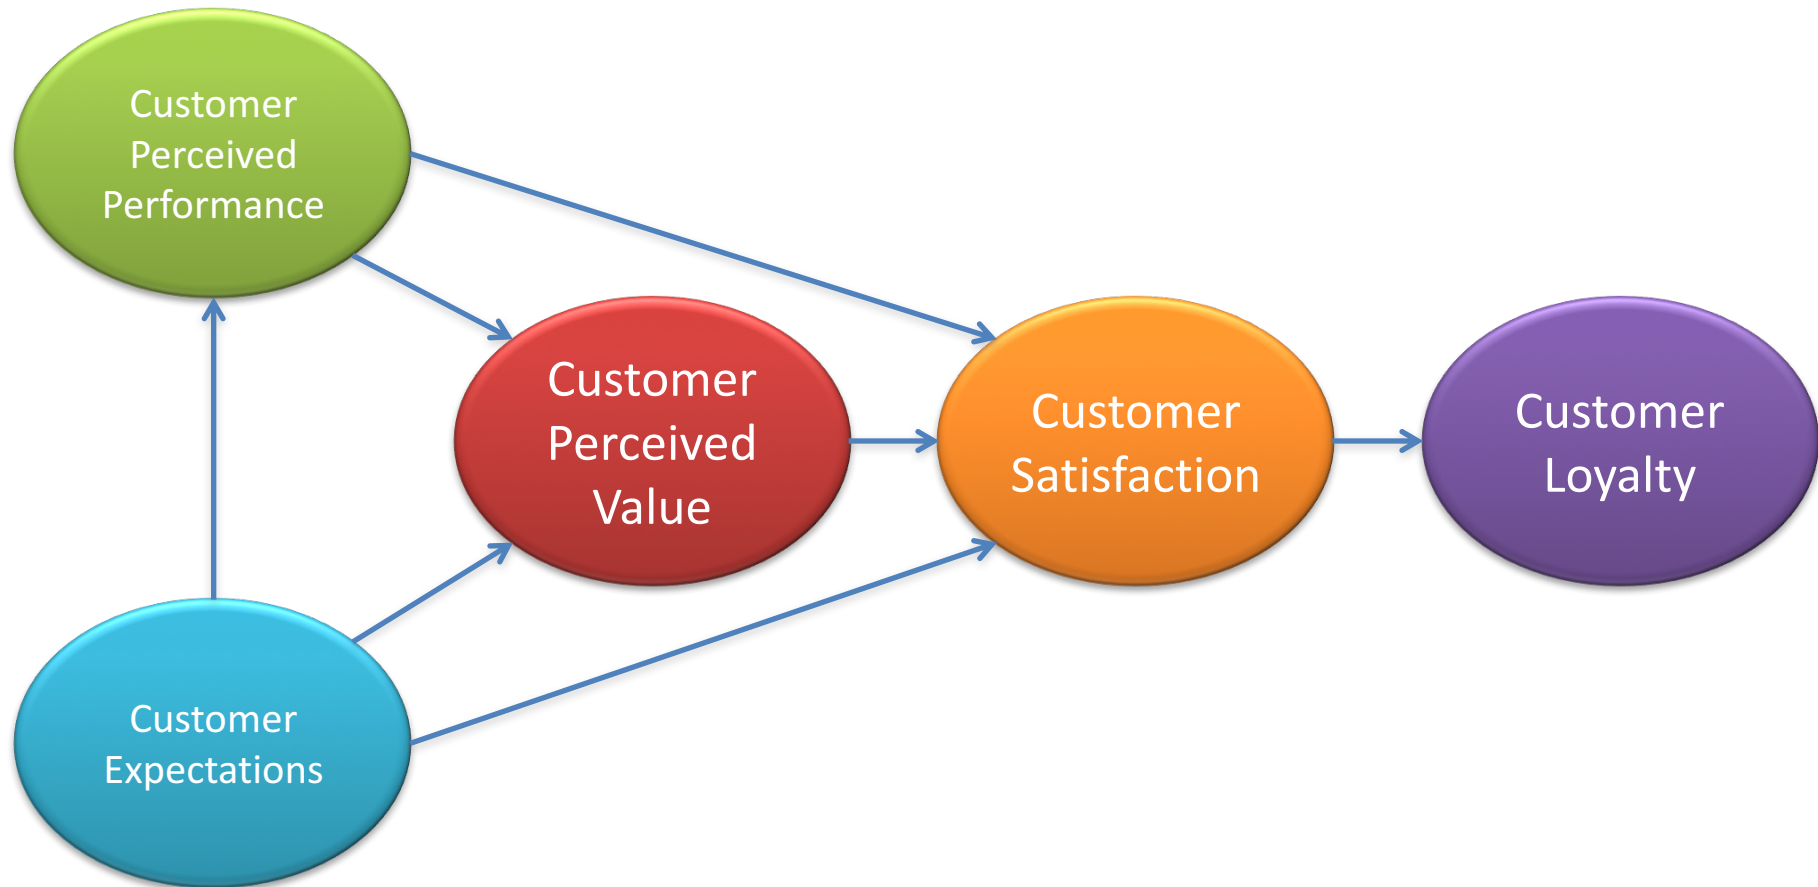 Customer
Perceived
Performance
Customer
Perceived
Value
Customer
Satisfaction
Customer
Loyalty
Customer
Expectations